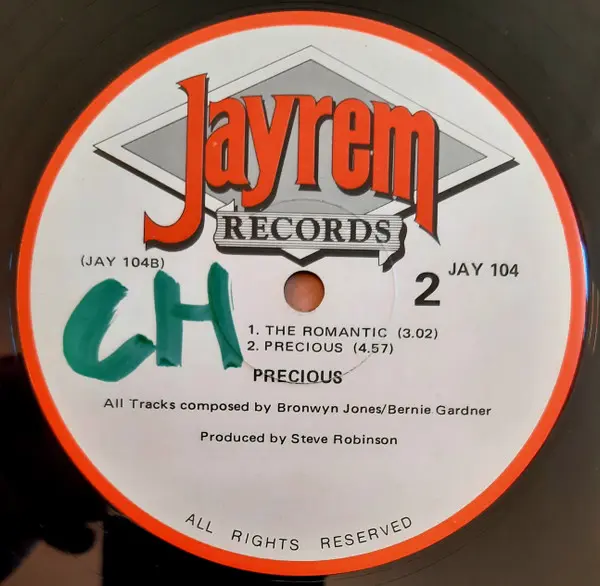 Jayrem
RECORDS
(JAY 104B)
2 JAY 104
CH
1. THE ROMANTIC (3.02)
2. PRECIOUS (4.57)
PRECIOUS
All Tracks composed by Bronwyn Jones/Bernie Gardner
Produced by Steve Robinson
ALL RIGHTS RESERVED